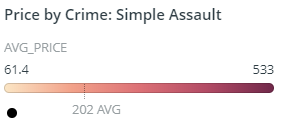 Price by Crime: Simple Assault
AVG_PRICE
61.4 533
202 AVG